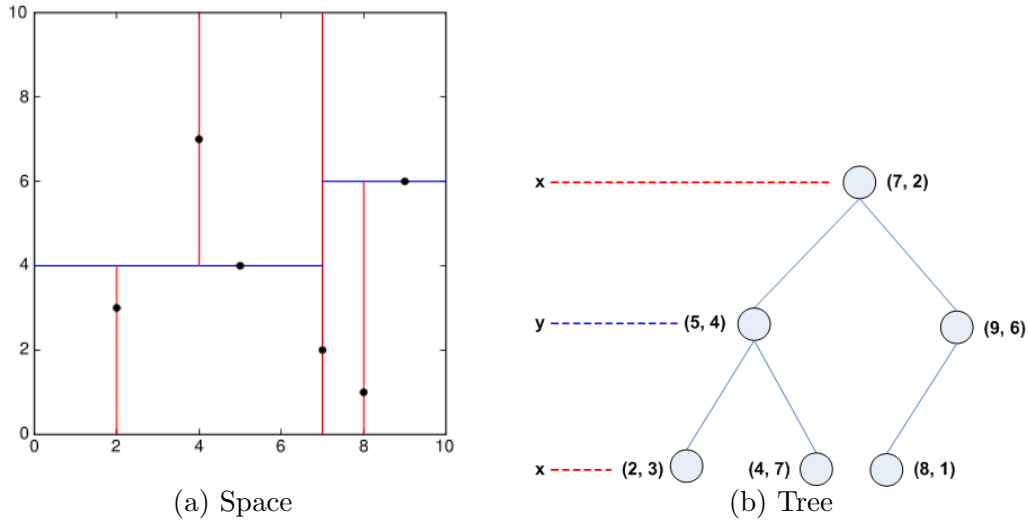 10
8
6
4
2
0
0 2 4 6 8 10
(a) Space
x (7, 2)
y (5, 4) (9, 6)
x (2, 3) (4, 7) (8, 1)
(b) Tree